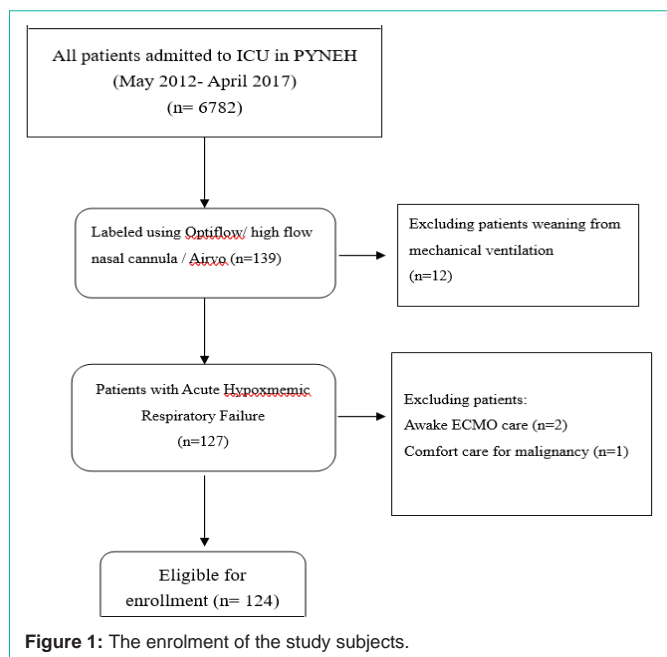 All patients admitted to ICU in PYNEH
(May 2012- April 2017)
(n= 6782)
Labeled using Optiflow/ high flow
nasal cannula / Airvo (n=139)
Excluding patients weaning from
mechanical ventilation
(n=12)
Patients with Acute Hypoxmemic
Respiratory Failure
(n=127)
Excluding patients:
Awake ECMO care (n=2)
Comfort care for malignancy (n=1)
Eligible for
enrollment (n= 124)
Figure 1: The enrolment of the study subjects.